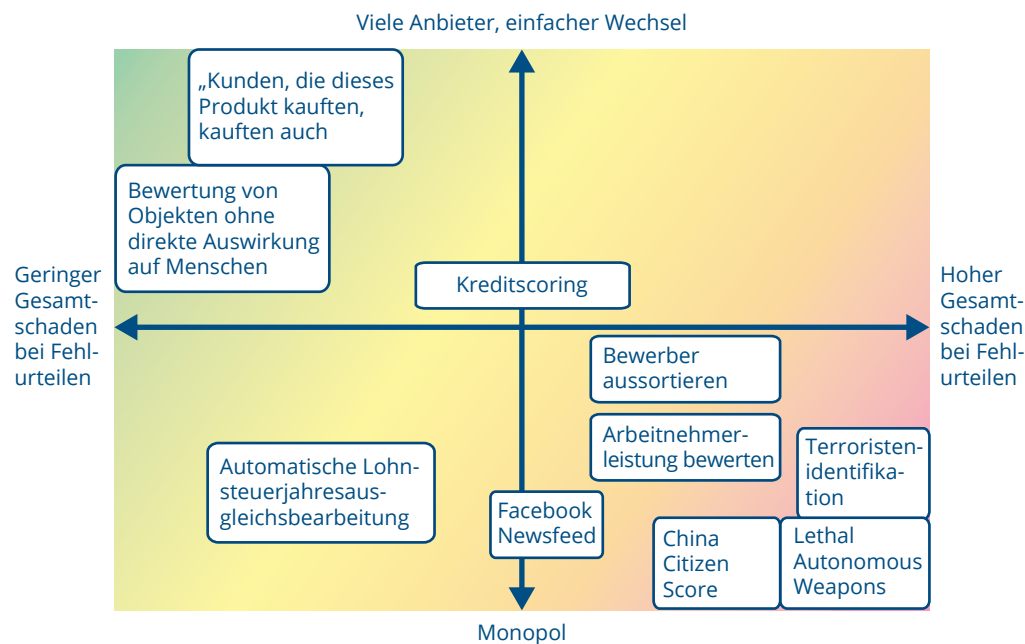 Viele Anbieter, einfacher Wechsel
„Kunden, die dieses
Produkt kauften,
kauften auch
Bewertung von
Objekten ohne
direkte Auswirkung
auf Menschen
Geringer
Gesamt-
schaden
bei Fehl-
urteilen
Kreditscoring
Hoher
Gesamt-
schaden
bei Fehl-
urteilen
Bewerber
aussortieren
Arbeitnehmer-
leistung bewerten
Terroristen-
identifika-
tion
Automatische Lohn-
steuerjahresaus-
gleichsbearbeitung
Facebook
Newsfeed
China
Citizen
Score
Lethal
Autonomous
Weapons
Monopol